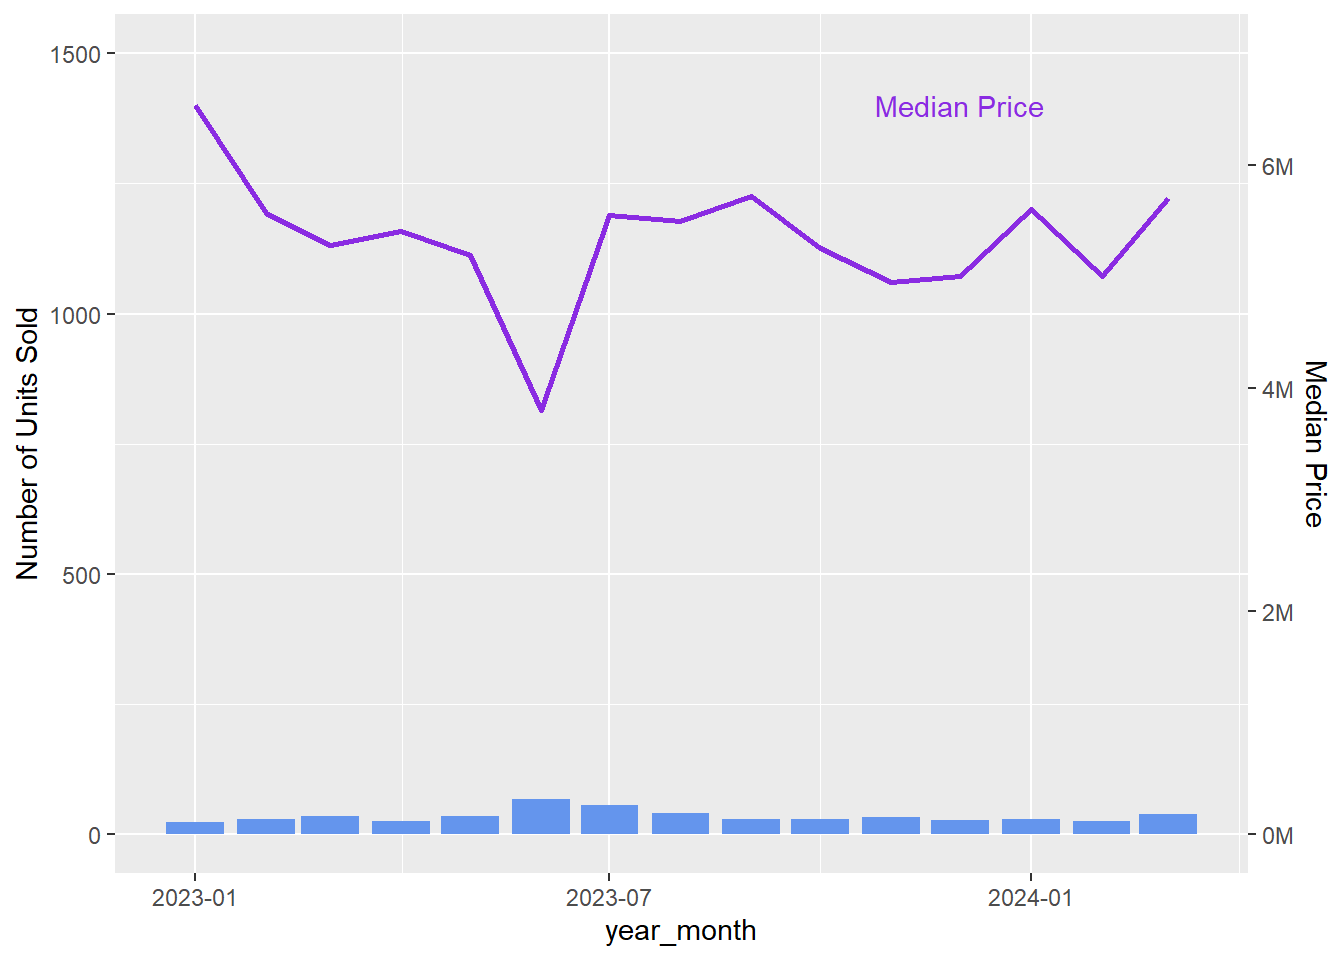 1500
1000
500
0
Number of Units Sold
Median Price
6M
4M
2M
0M
Median Price
2023-01
2023-07
2024-01
year_month